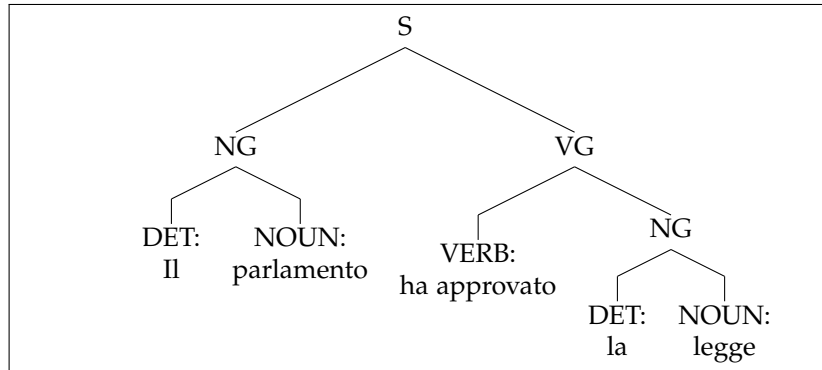 S
NG VG
DET: NOUN: VERB: NG
Il parlamento ha approvato
DET: NOUN:
la legge